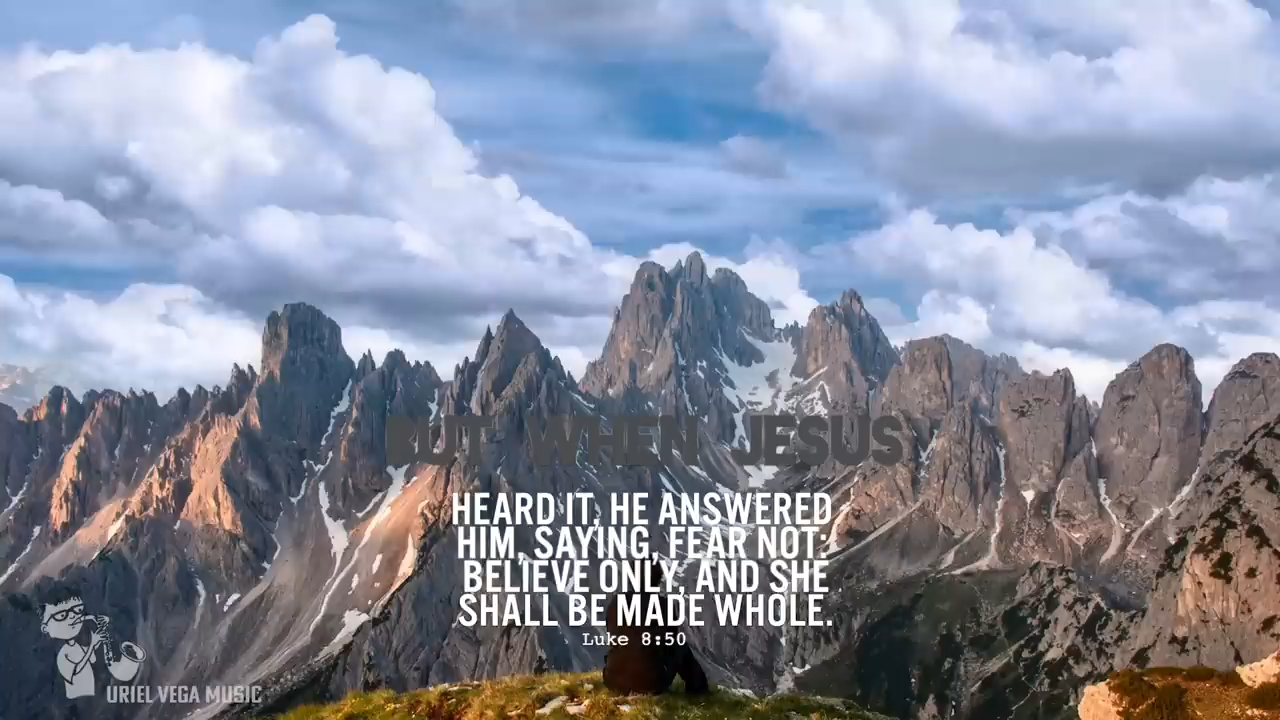 BUT WHEN JESUS
HEARD IT, HE ANSWERED
HIM, SAYING, FEAR NOT:
BELIEVE ONLY, AND SHE
SHALL BE MADE WHOLE.
Luke 8:50
URIEL VEGA MUSIC